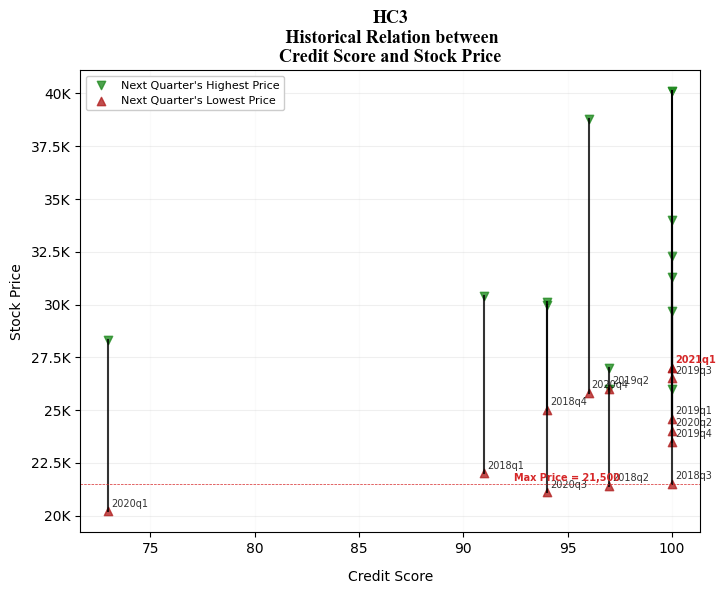 HC3
Historical Relation between
Credit Score and Stock Price
Next Quarter's Highest Price
Next Quarter's Lowest Price
40K
37.5K
35K
32.5K
30K
27.5K
25K
22.5K
20K
Stock Price
2021q1
2019q3
2019q2
2020q4
2018q4
2019q1
2020q2
2019q4
2018q1
Max Price = 21,500
2018q2
2018q3
2020q3
2020q1
75 80 85 90 95 100
Credit Score